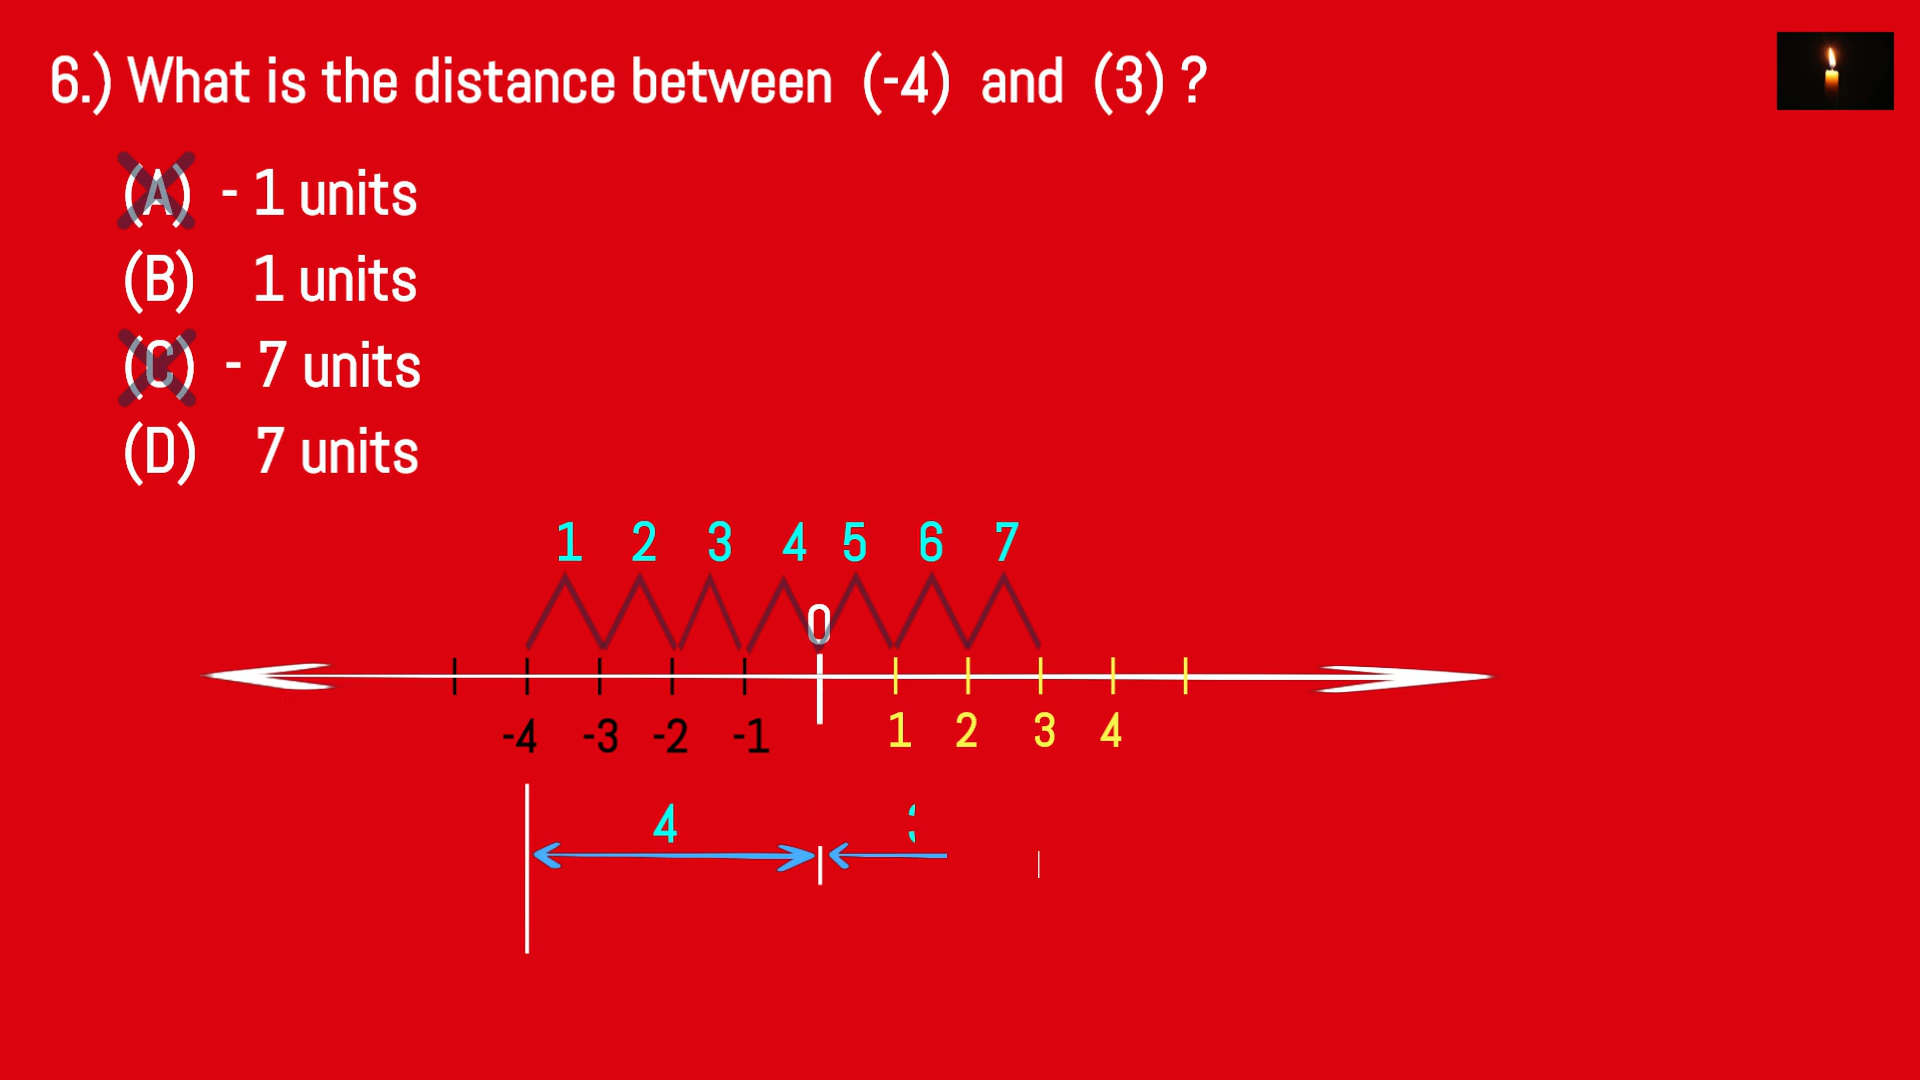 6.) What is the distance between (-4) and (3) ?
(A) - 1 units
(B) 1 units
(C) - 7 units
(D) 7 units
1 2 3 4 5 6 7
0
-4 -3 -2 -1 1 2 3 4
4